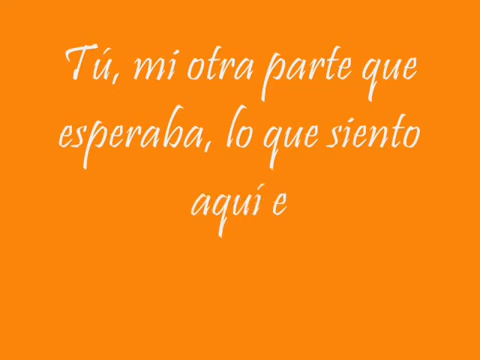 Tú, mi otra parte que
esperaba, lo que siento
aquí e